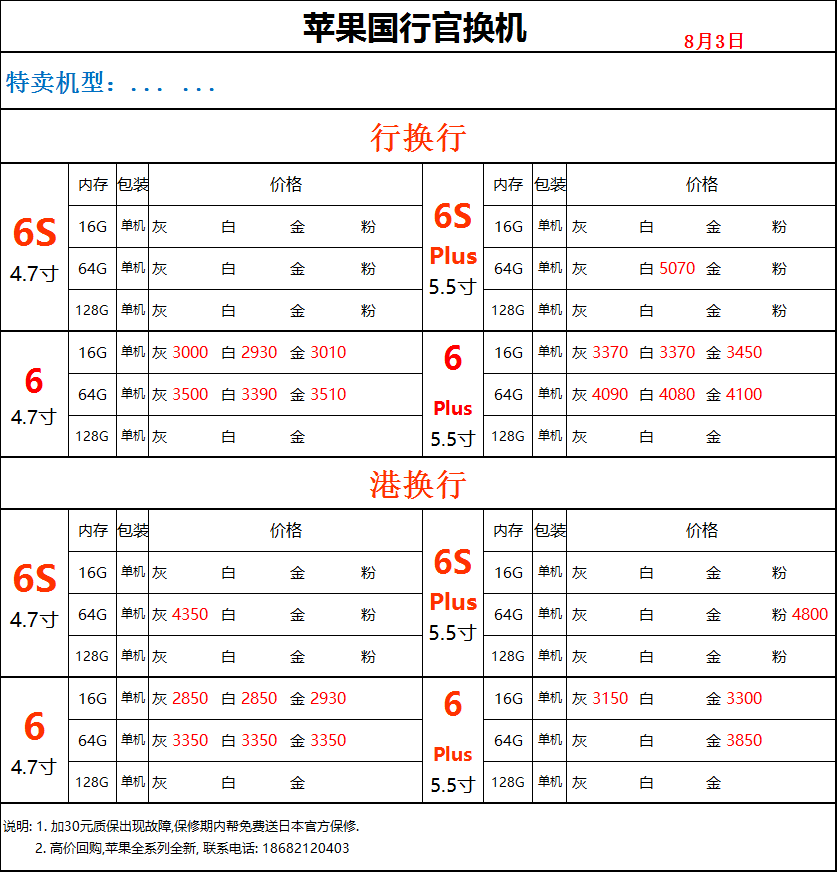 苹果国行官换机
8月3日
特卖机型：... ...
行换行
6S 4.7寸 内存 包装 价格 6S Plus 5.5寸 内存 包装 价格
16G 单机 灰 白 金 粉 16G 单机 灰 白 金 粉
64G 单机 灰 白 金 粉 64G 单机 灰 白 5070 金 粉
128G 单机 灰 白 金 粉 128G 单机 灰 白 金 粉
6 4.7寸 16G 单机 灰 3000 白 2930 金 3010 6 Plus 5.5寸 16G 单机 灰 3370 白 3370 金 3450
64G 单机 灰 3500 白 3390 金 3510 64G 单机 灰 4090 白 4080 金 4100
128G 单机 灰 白 金 128G 单机 灰 白 金
港换行
6S 4.7寸 内存 包装 价格 6S Plus 5.5寸 内存 包装 价格
16G 单机 灰 白 金 粉 16G 单机 灰 白 金 粉
64G 单机 灰 4350 白 金 粉 64G 单机 灰 白 金 粉 4800
128G 单机 灰 白 金 粉 128G 单机 灰 白 金 粉
6 4.7寸 16G 单机 灰 2850 白 2850 金 2930 6 Plus 5.5寸 16G 单机 灰 3150 白 金 3300
64G 单机 灰 3350 白 3350 金 3350 64G 单机 灰 白 金 3850
128G 单机 灰 白 金 128G 单机 灰 白 金
说明: 1. 加30元质保出现故障,保修期内帮免费送日本官方保修.
2. 高价回购,苹果全系列全新, 联系电话: 18682120403